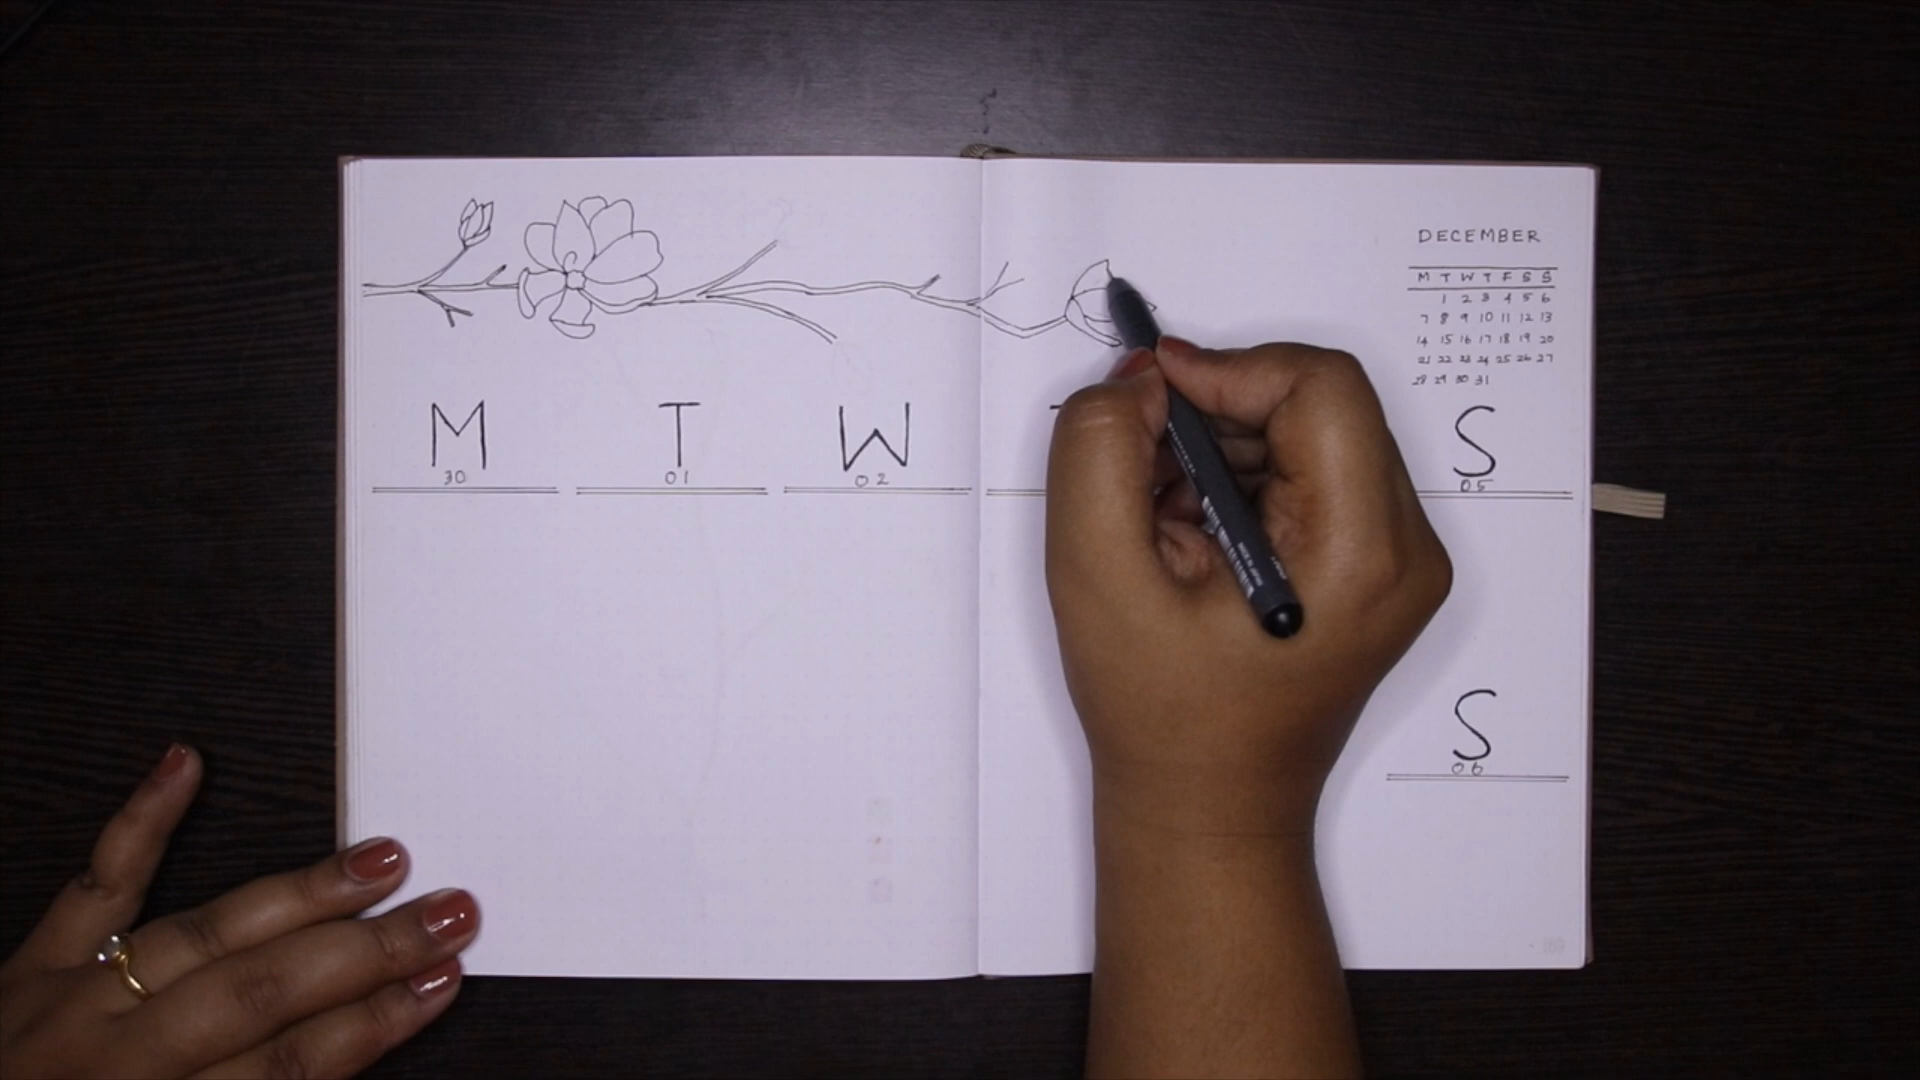 DECEMBER
M T W T F S S
1 2 3 4 5 6
7 8 9 10 11 12 13
14 15 16 17 18 19 20
21 22 23 24 25 26 27
28 29 30 31
M
30
T
01
W
02
S
05
S
06